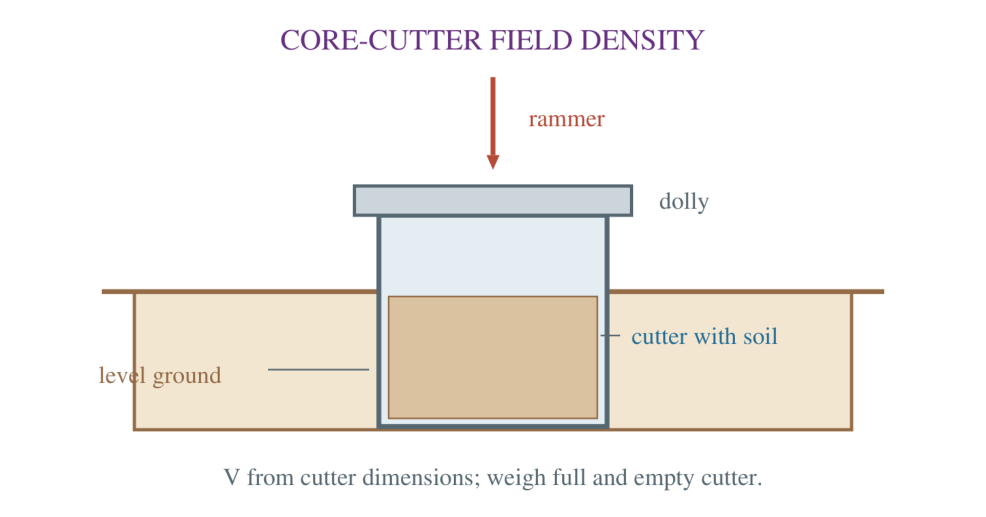 CORE-CUTTER FIELD DENSITY
rammer
dolly
cutter with soil
level ground
V from cutter dimensions; weigh full and empty cutter.